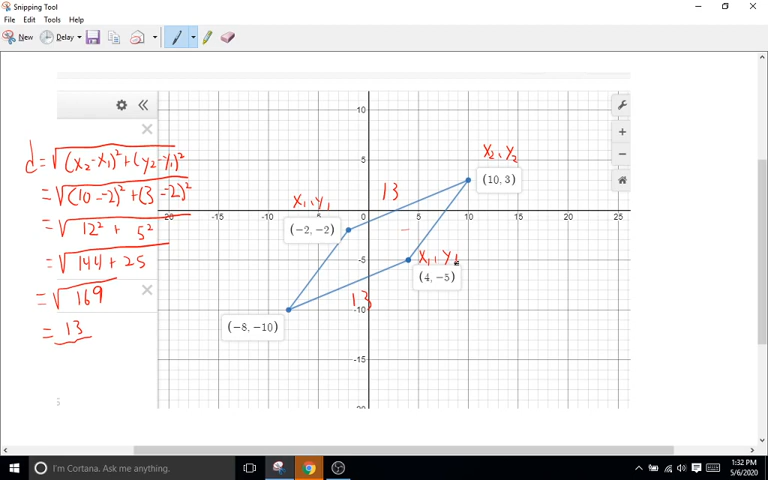 Snipping Tool
File Edit Tools Help
New Delay
d = √(x₂-x₁)² + (y₂-y₁)²
= √(10 - -2)² + (3 - -2)²
= √12² + 5²
= √144 + 25
= √169
= 13
10
5
-20 -15 -10 -5 0 5 10 15 20 25
-5
-10
-15
-20
x₂, y₂
(10, 3)
13
x₁, y₁
(-2, -2)
x₁, y₁
(4, -5)
13
(-8, -10)
I'm Cortana. Ask me anything.
1:32 PM
5/6/2020